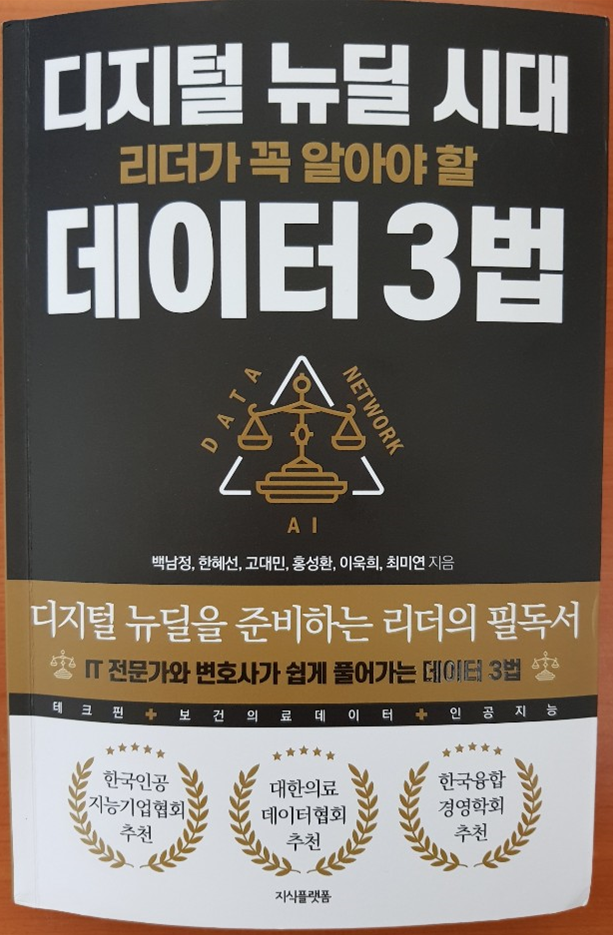 디지털 뉴딜 시대
리더가 꼭 알아야 할
데이터 3법
DATA
NETWORK
AI
백남정, 한혜선, 고대민, 홍성환, 이욱희, 최미연 지음
디지털 뉴딜을 준비하는 리더의 필독서
IT 전문가와 변호사가 쉽게 풀어가는 데이터 3법
테크핀 + 보건의료데이터 + 인공지능
한국인공
지능기업협회
추천
대한의료
데이터협회
추천
한국융합
경영학회
추천
지식플랫폼